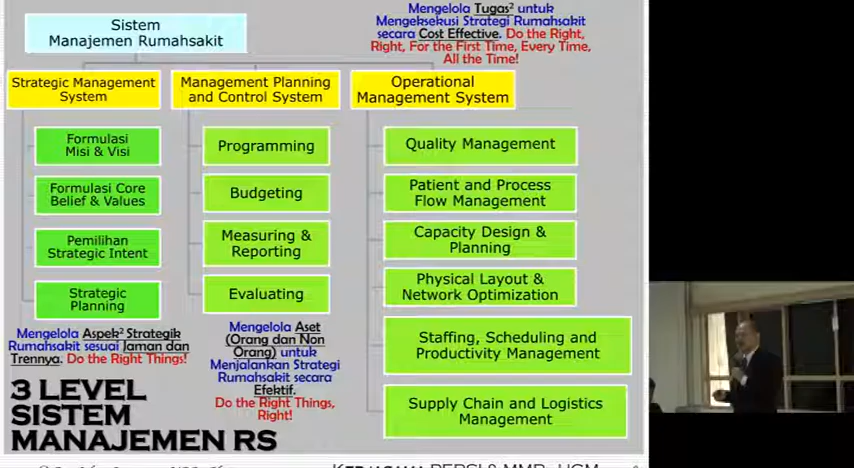 Sistem
Manajemen Rumahsakit
Mengelola Tugas² untuk
Mengeksekusi Strategi Rumahsakit
secara Cost Effective. Do the Right,
Right, For the First Time, Every Time,
All the Time!
Strategic Management
System
Management Planning
and Control System
Operational
Management System
Formulasi
Misi & Visi
Formulasi Core
Belief & Values
Pemilihan
Strategic Intent
Strategic
Planning
Mengelola Aspek² Strategik
Rumahsakit sesuai Jaman dan
Trennya. Do the Right Things!
Programming
Budgeting
Measuring &
Reporting
Evaluating
Mengelola Aset
(Orang dan Non
Orang) untuk
Menjalankan Strategi
Rumahsakit secara
Efektif.
Do the Right Things,
Right!
Quality Management
Patient and Process
Flow Management
Capacity Design &
Planning
Physical Layout &
Network Optimization
Staffing, Scheduling and
Productivity Management
Supply Chain and Logistics
Management
3 LEVEL
SISTEM
MANAJEMEN RS
KERJASAMA PERSI & MMR UGM